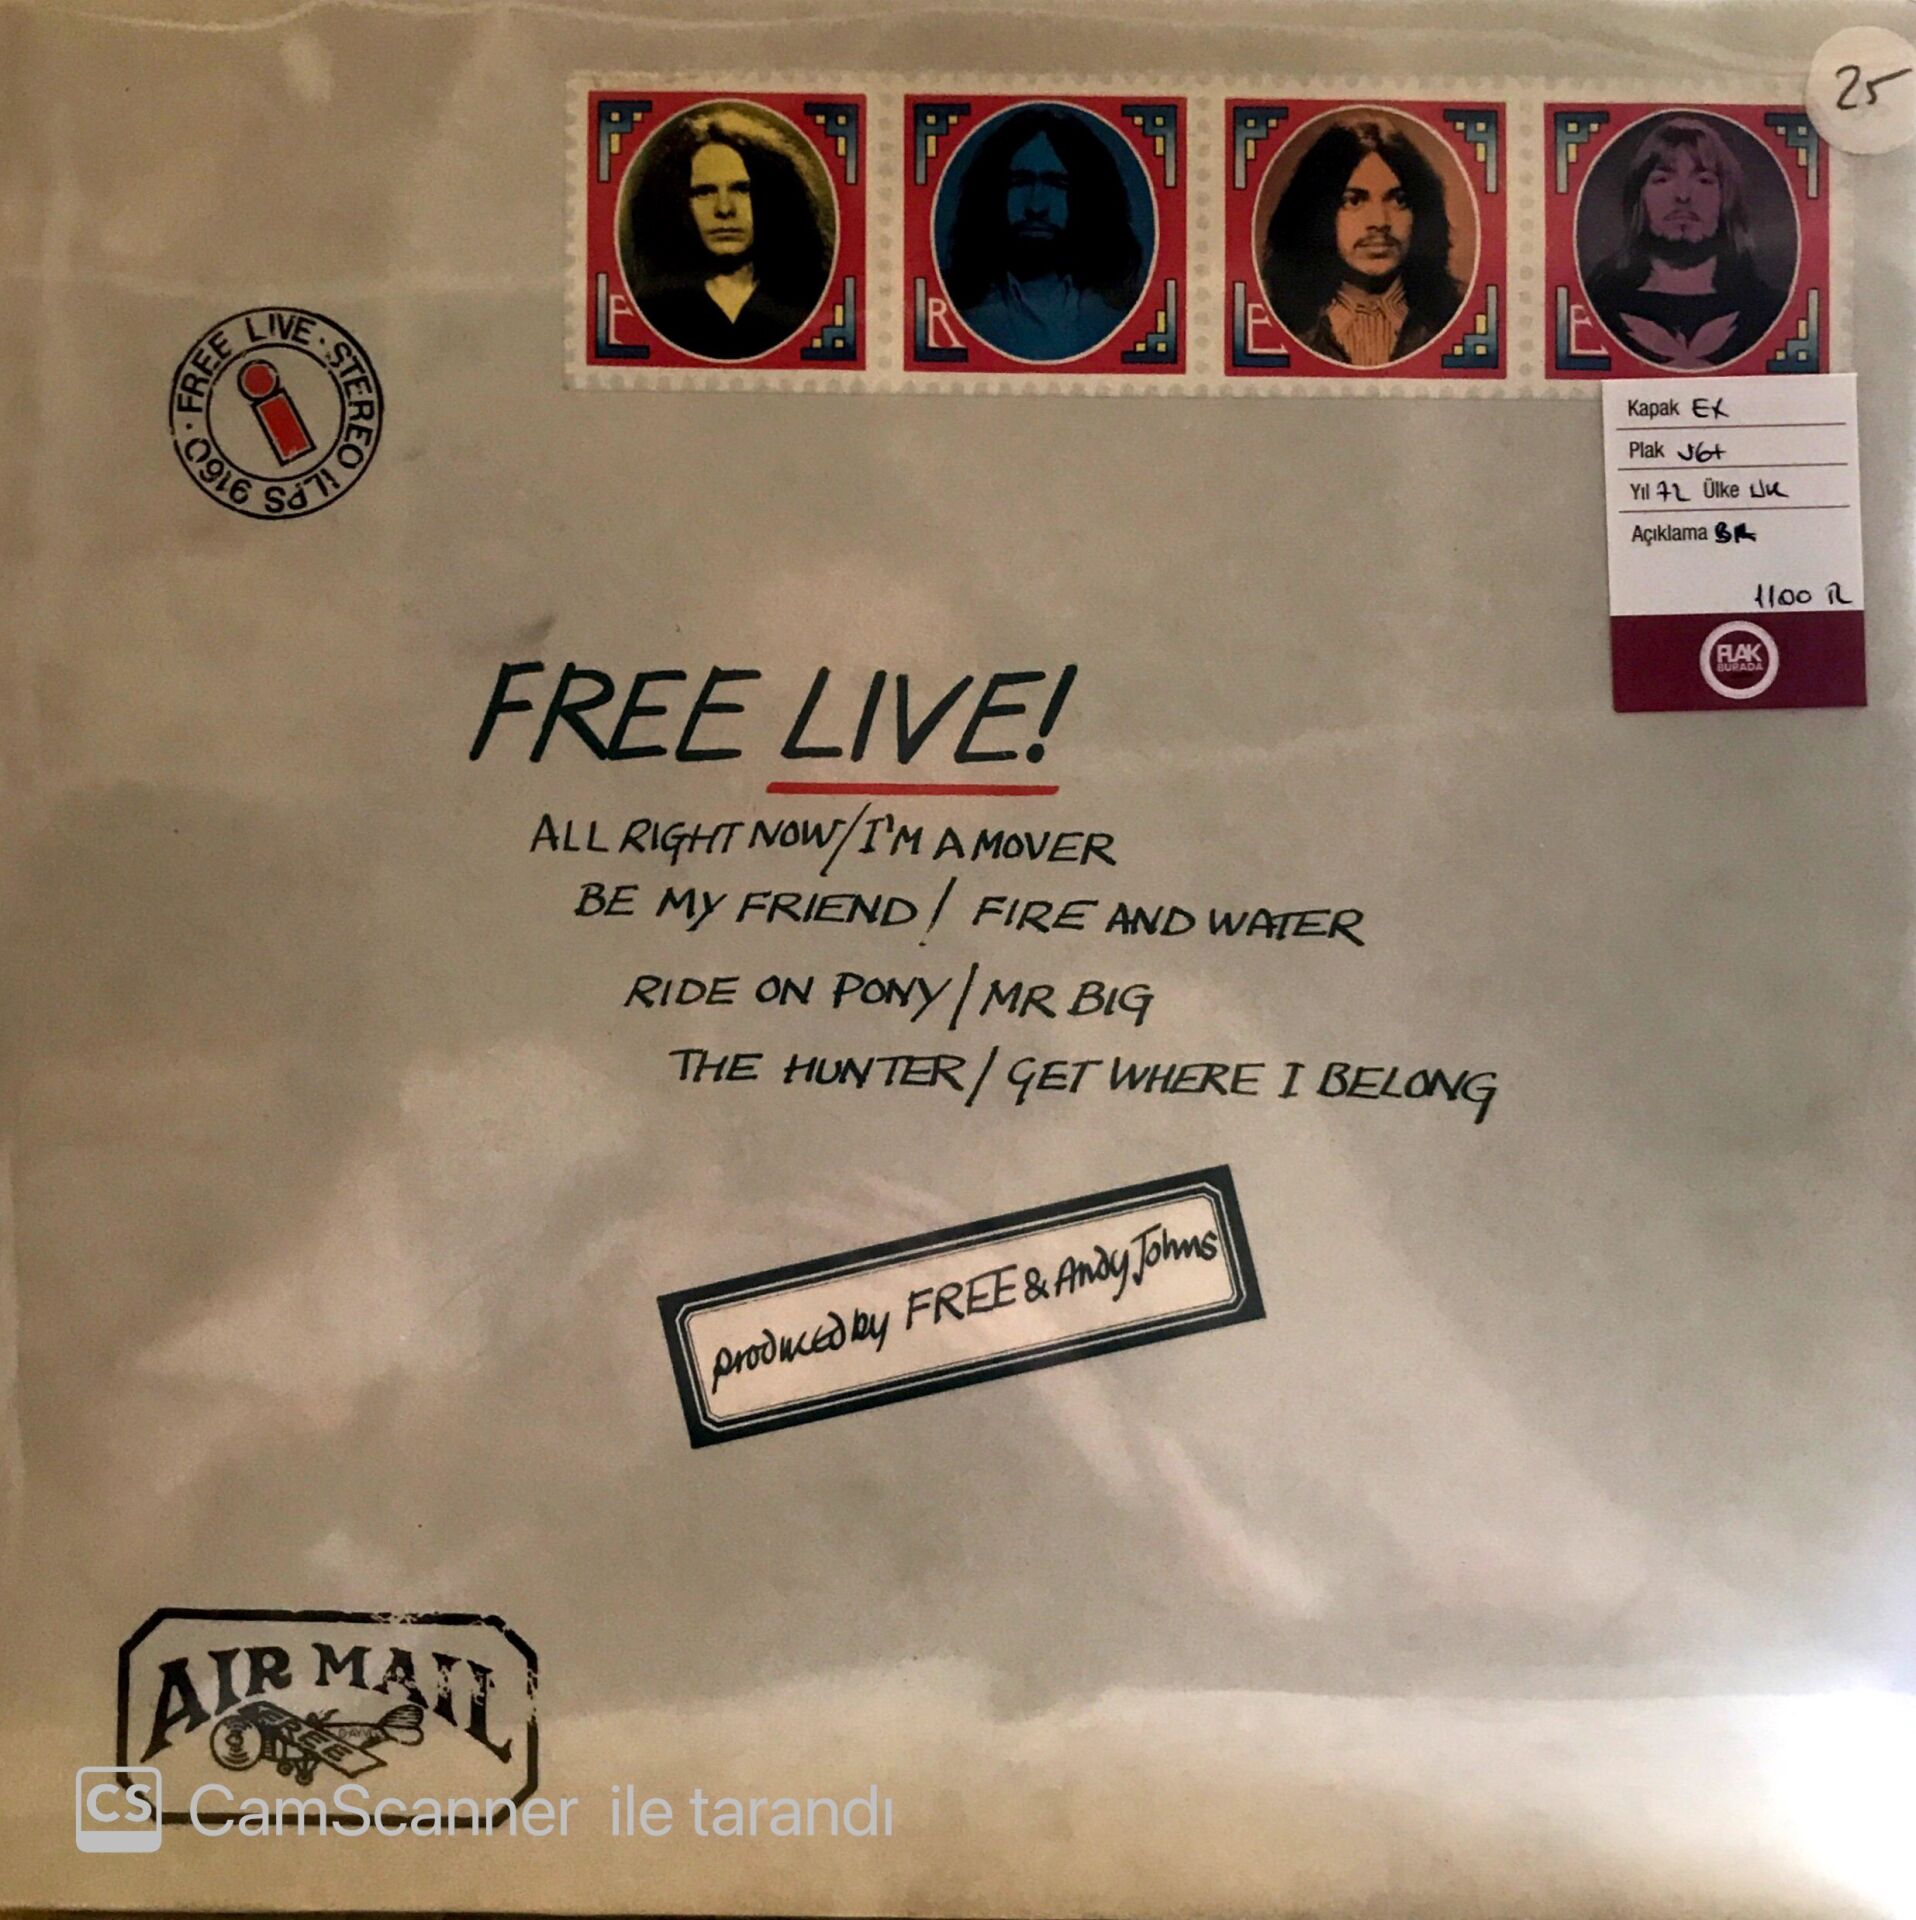 25
F
R
E
E
· FREE LIVE · STEREO ILPS 9160
i
Kapak EX
Plak VG+
Yıl 72 Ülke UK
Açıklama
1100 TL
PLAK
BURADA
FREE LIVE!
ALL RIGHT NOW/I'M A MOVER
BE MY FRIEND / FIRE AND WATER
RIDE ON PONY/MR BIG
THE HUNTER/GET WHERE I BELONG
produced by FREE & Andy Johns
AIR MAIL
FREE
CS CamScanner ile tarandı